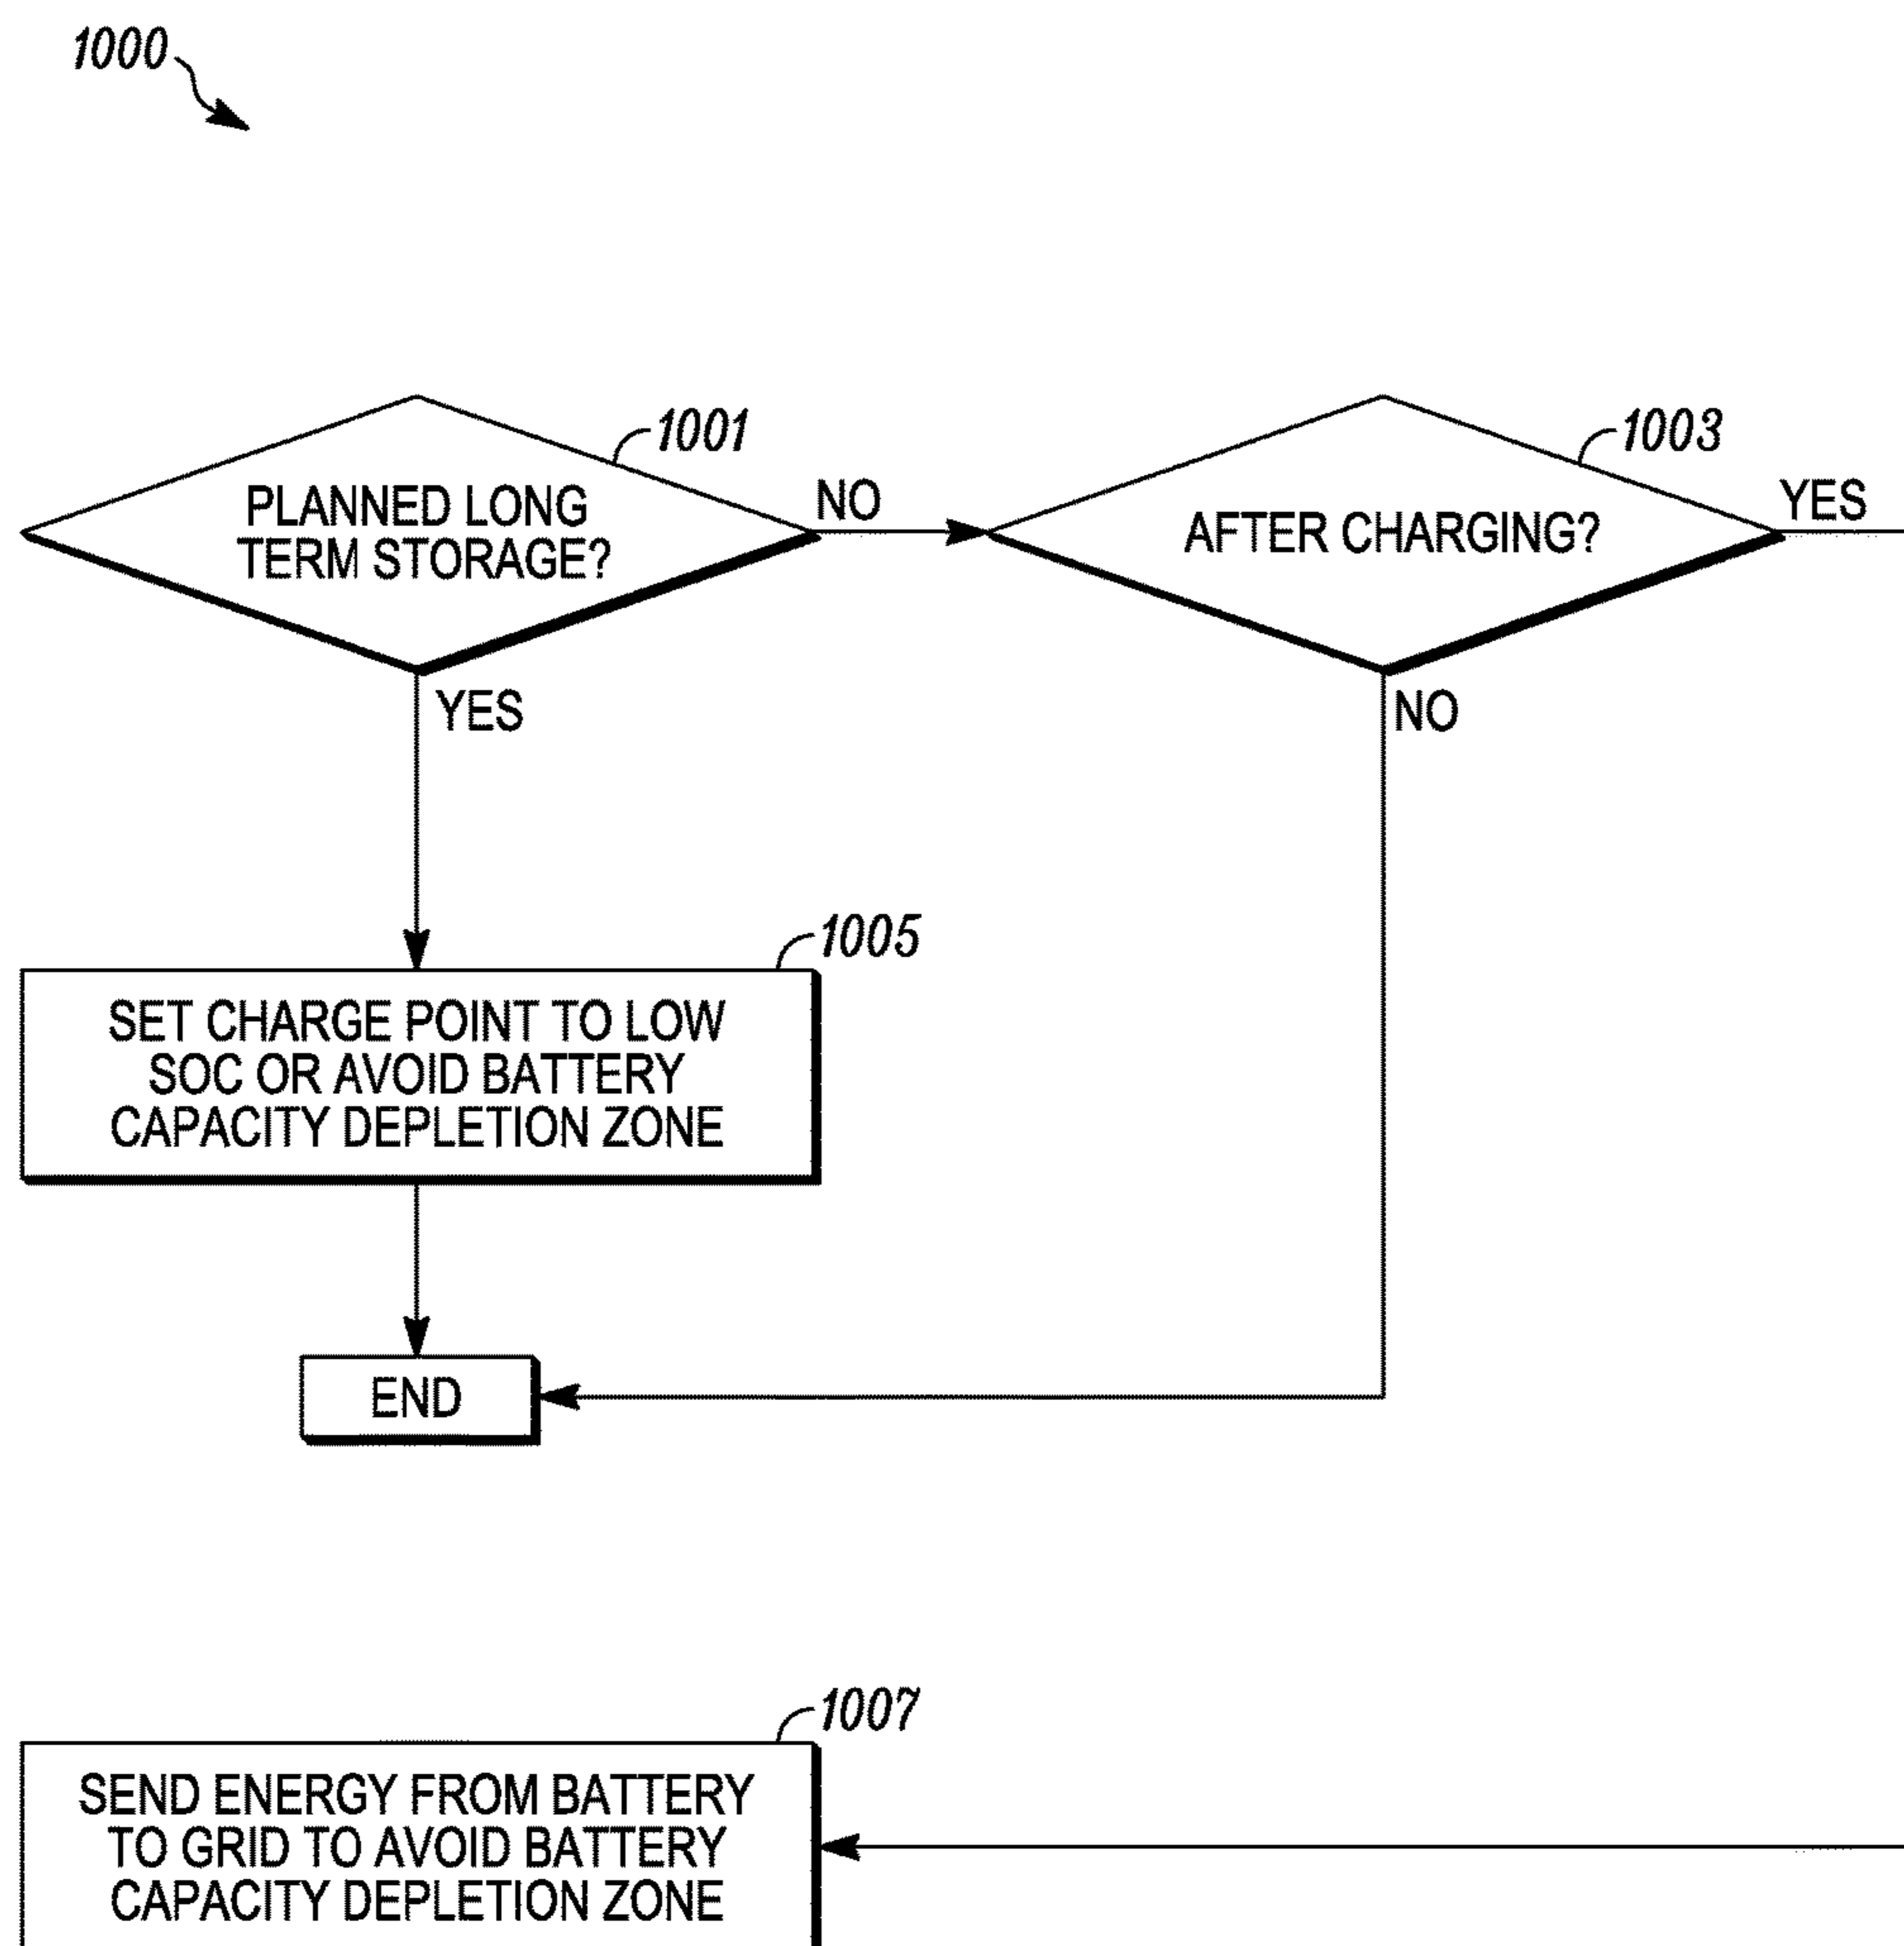 1000
1001
PLANNED LONG
TERM STORAGE?
NO
1003
AFTER CHARGING?
YES
YES
NO
1005
SET CHARGE POINT TO LOW
SOC OR AVOID BATTERY
CAPACITY DEPLETION ZONE
END
1007
SEND ENERGY FROM BATTERY
TO GRID TO AVOID BATTERY
CAPACITY DEPLETION ZONE